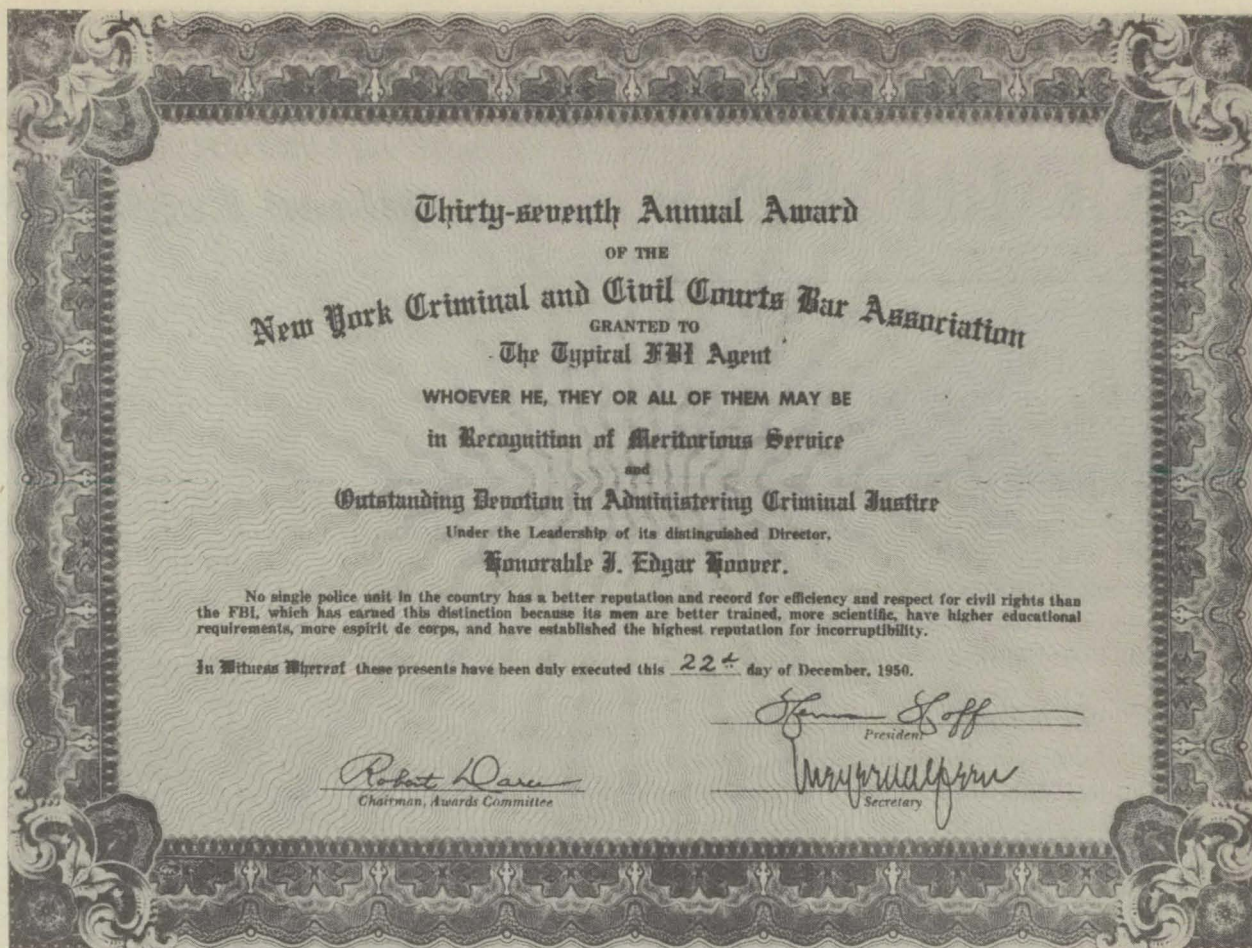 Thirty-seventh Annual Award
OF THE
New York Criminal and Civil Courts Bar Association
GRANTED TO
The Typical FBI Agent
WHOEVER HE, THEY OR ALL OF THEM MAY BE
in Recognition of Meritorious Service
and
Outstanding Devotion in Administering Criminal Justice
Under the Leadership of its distinguished Director,
Honorable J. Edgar Hoover.
No single police unit in the country has a better reputation and record for efficiency and respect for civil rights than
the FBI, which has earned this distinction because its men are better trained, more scientific, have higher educational
requirements, more espirit de corps, and have established the highest reputation for incorruptibility.
In Witness Whereof these presents have been duly executed this 22d day of December, 1950.
President
Robert
Chairman, Awards Committee
Secretary